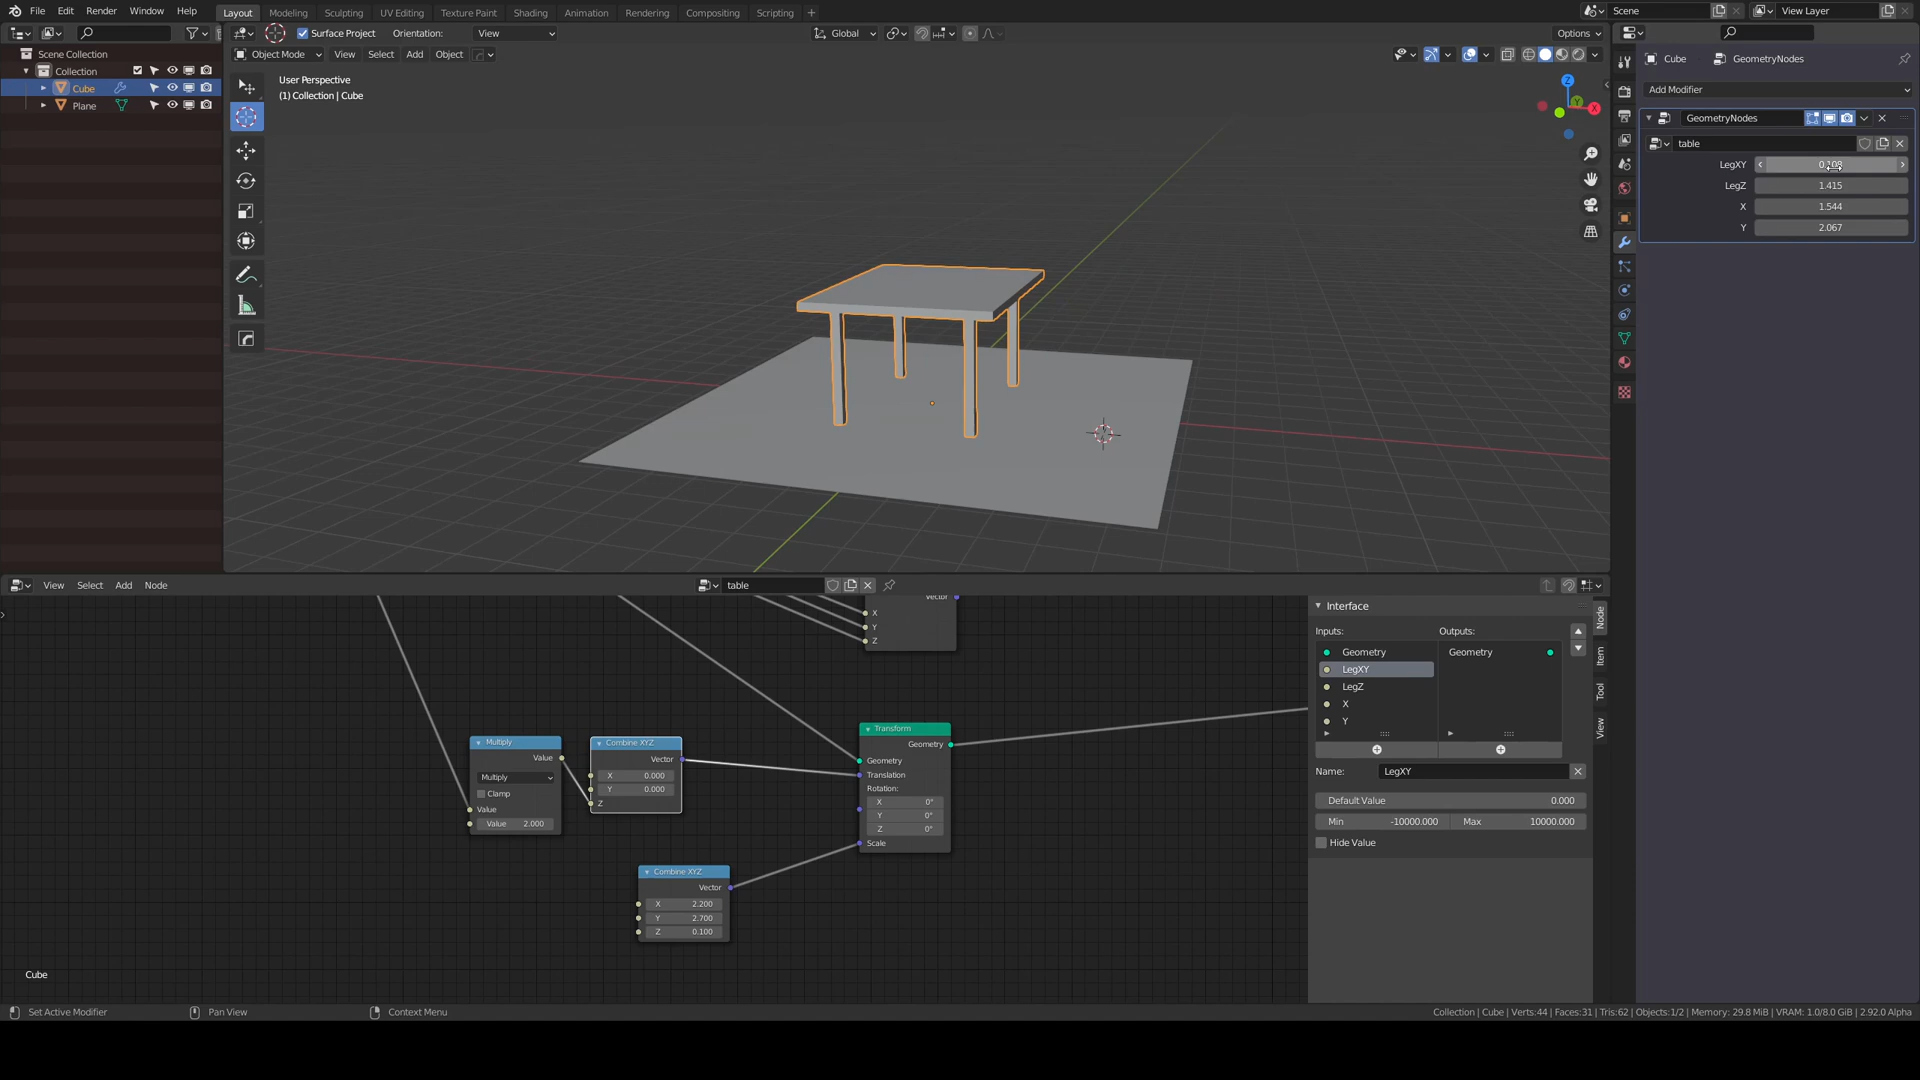 File Edit Render Window Help Layout Modeling Sculpting UV Editing Texture Paint Shading Animation Rendering Compositing Scripting + Scene View Layer
Surface Project Orientation: View Global Options
Object Mode View Select Add Object
Scene Collection
Collection
Cube
Plane
User Perspective
(1) Collection | Cube
Z
Y
X
Cube GeometryNodes
Add Modifier
GeometryNodes
table
LegXY 0.108
LegZ 1.415
X 1.544
Y 2.067
View Select Add Node table
Vector
X
Y
Z
Multiply
Value
Multiply
Clamp
Value
Value 2.000
Combine XYZ
Vector
X 0.000
Y 0.000
Z
Combine XYZ
Vector
X 2.200
Y 2.700
Z 0.100
Transform
Geometry
Geometry
Translation
Rotation:
X 0°
Y 0°
Z 0°
Scale
Interface
Inputs: Outputs:
Geometry Geometry
LegXY
LegZ
X
Y
Name: LegXY
Default Value 0.000
Min -10000.000 Max 10000.000
Hide Value
Node
Item
Tool
View
Cube
Set Active Modifier Pan View Context Menu Collection | Cube | Verts:44 | Faces:31 | Tris:62 | Objects:1/2 | Memory: 29.8 MiB | VRAM: 1.0/8.0 GiB | 2.92.0 Alpha